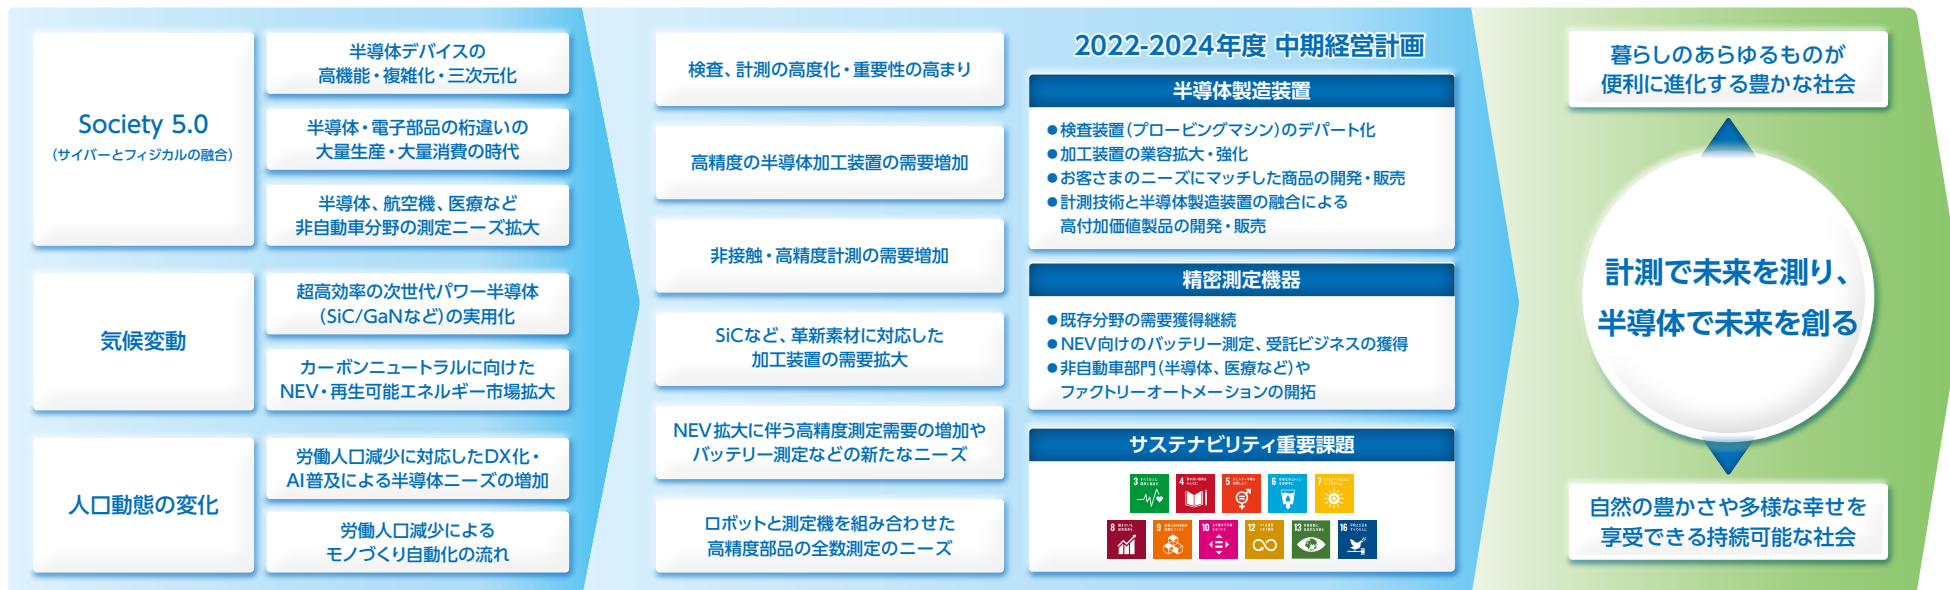 Society 5.0
（サイバーとフィジカルの融合）
半導体デバイスの
高機能・複雑化・三次元化
半導体・電子部品の桁違いの
大量生産・大量消費の時代
半導体、航空機、医療など
非自動車分野の測定ニーズ拡大
気候変動
超高効率の次世代パワー半導体
（SiC/GaNなど）の実用化
カーボンニュートラルに向けた
NEV・再生可能エネルギー市場拡大
人口動態の変化
労働人口減少に対応したDX化・
AI普及による半導体ニーズの増加
労働人口減少による
モノづくり自動化の流れ
検査、計測の高度化・重要性の高まり
高精度の半導体加工装置の需要増加
非接触・高精度計測の需要増加
SiCなど、革新素材に対応した
加工装置の需要拡大
NEV拡大に伴う高精度測定需要の増加や
バッテリー測定などの新たなニーズ
ロボットと測定機を組み合わせた
高精度部品の全数測定のニーズ
2022-2024年度 中期経営計画
半導体製造装置
●検査装置（プロービングマシン）のデパート化
●加工装置の業容拡大・強化
●お客さまのニーズにマッチした商品の開発・販売
●計測技術と半導体製造装置の融合による
高付加価値製品の開発・販売
精密測定機器
●既存分野の需要獲得継続
●NEV向けのバッテリー測定、受託ビジネスの獲得
●非自動車部門（半導体、医療など）や
ファクトリーオートメーションの開拓
サステナビリティ重要課題
3
4
5
6
7
8
9
10
12
13
16
暮らしのあらゆるものが
便利に進化する豊かな社会
計測で未来を測り、
半導体で未来を創る
自然の豊かさや多様な幸せを
享受できる持続可能な社会